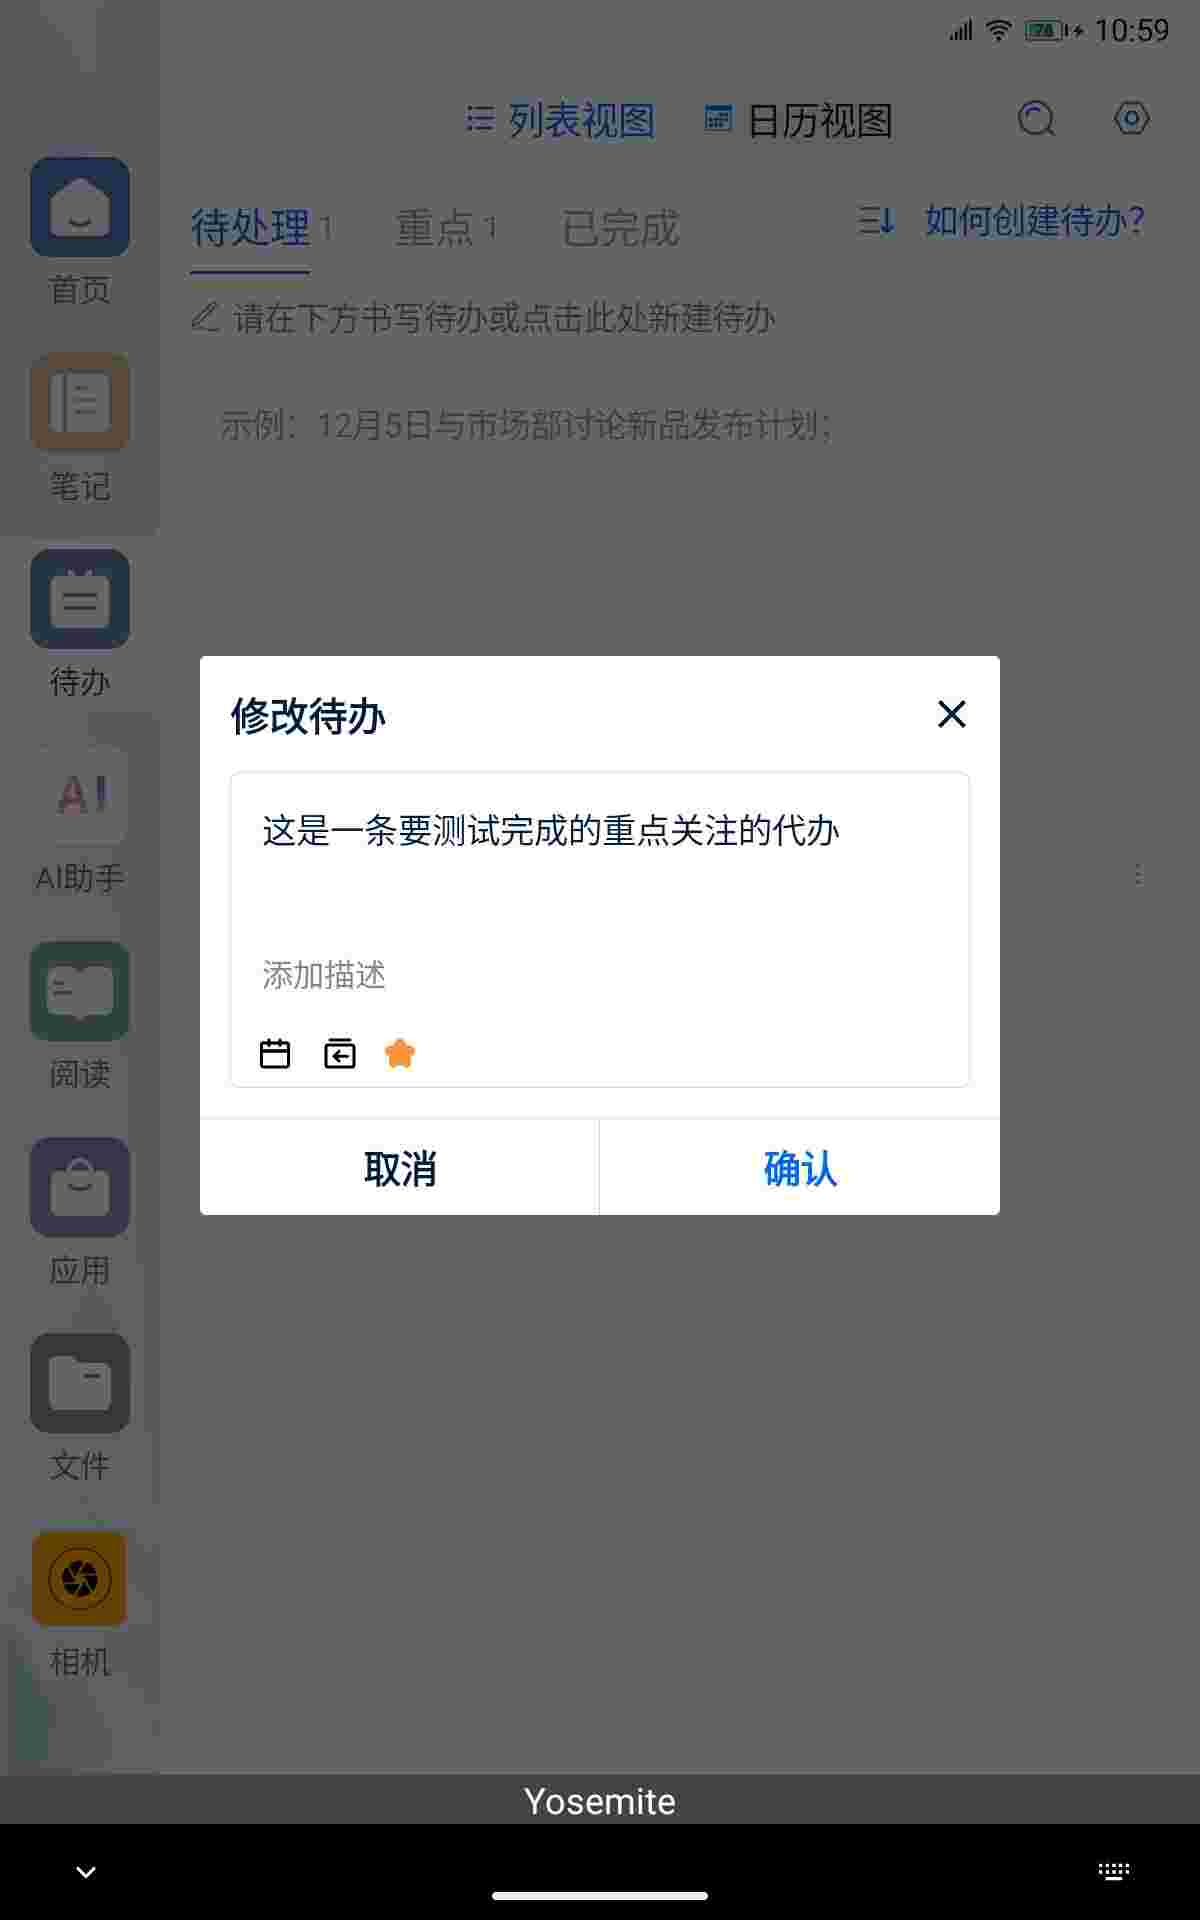 74 10:59
列表视图 日历视图
待处理 1 重点 1 已完成 如何创建待办?
请在下方书写待办或点击此处新建待办
示例：12月5日与市场部讨论新品发布计划；
首页
笔记
待办
AI
AI助手
阅读
应用
文件
相机
修改待办
这是一条要测试完成的重点关注的代办
添加描述
取消 确认
Yosemite